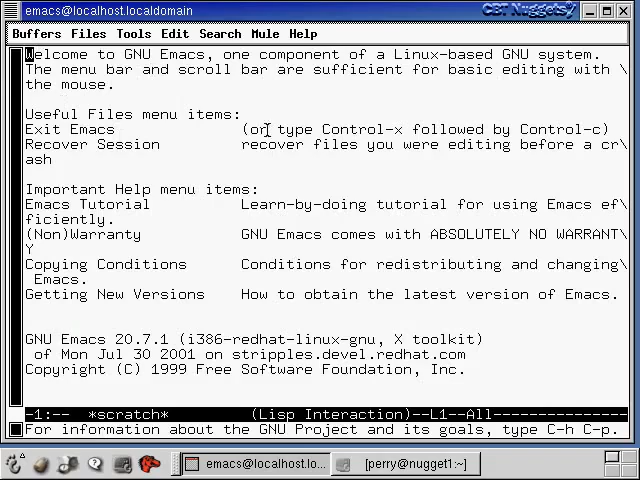 emacs@localhost.localdomain
CBT Nuggets
Buffers Files Tools Edit Search Mule Help
Welcome to GNU Emacs, one component of a Linux-based GNU system.
The menu bar and scroll bar are sufficient for basic editing with \
the mouse.
Useful Files menu items:
Exit Emacs (or type Control-x followed by Control-c)
Recover Session recover files you were editing before a cr\
ash
Important Help menu items:
Emacs Tutorial Learn-by-doing tutorial for using Emacs ef\
ficiently.
(Non)Warranty GNU Emacs comes with ABSOLUTELY NO WARRANT\
Y
Copying Conditions Conditions for redistributing and changing\
Emacs.
Getting New Versions How to obtain the latest version of Emacs.
GNU Emacs 20.7.1 (i386-redhat-linux-gnu, X toolkit)
of Mon Jul 30 2001 on stripples.devel.redhat.com
Copyright (C) 1999 Free Software Foundation, Inc.
-1:-- *scratch* (Lisp Interaction)--L1--All---------------
For information about the GNU Project and its goals, type C-h C-p.
emacs@localhost.lo... [perry@nugget1:~]